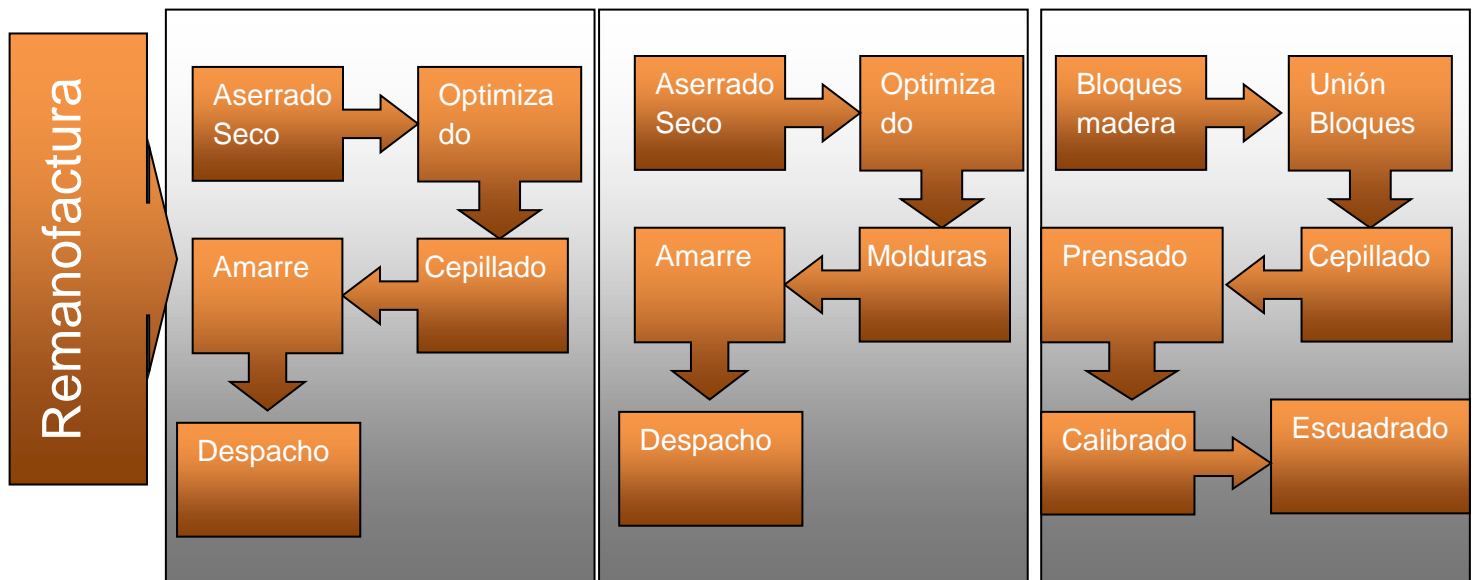 Remanofactura
Aserrado
Seco
Optimiza
do
Cepillado
Amarre
Despacho
Aserrado
Seco
Optimiza
do
Molduras
Amarre
Despacho
Bloques
madera
Unión
Bloques
Cepillado
Prensado
Calibrado
Escuadrado